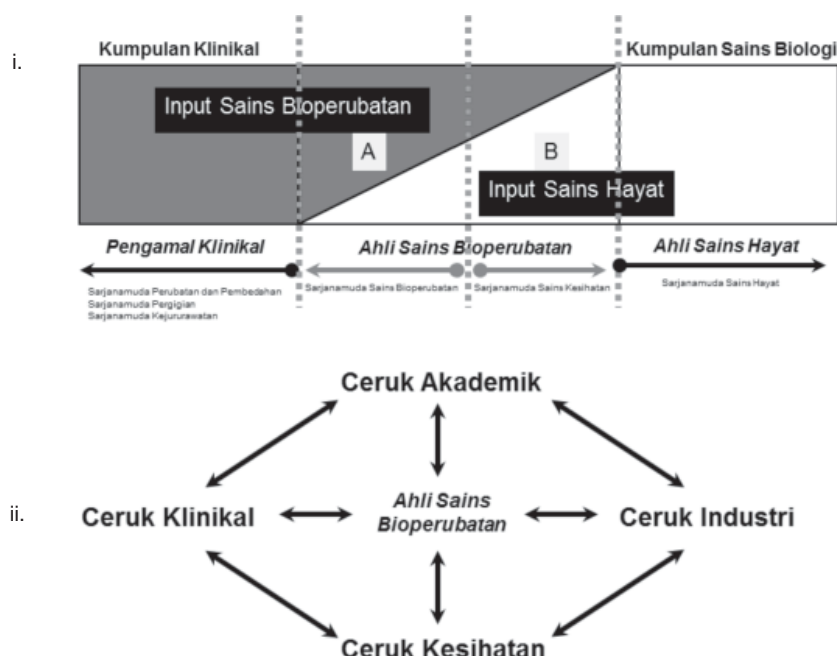 i.
Kumpulan Klinikal
Kumpulan Sains Biologi
Input Sains Bioperubatan
A
B
Input Sains Hayat
Pengamal Klinikal
Ahli Sains Bioperubatan
Ahli Sains Hayat
Sarjanamuda Perubatan dan Pembedahan
Sarjanamuda Pergigian
Sarjanamuda Kejururawatan
Sarjanamuda Sains Bioperubatan
Sarjanamuda Sains Kesihatan
Sarjanamuda Sains Hayat
ii.
Ceruk Akademik
Ceruk Klinikal
Ahli Sains
Bioperubatan
Ceruk Industri
Ceruk Kesihatan